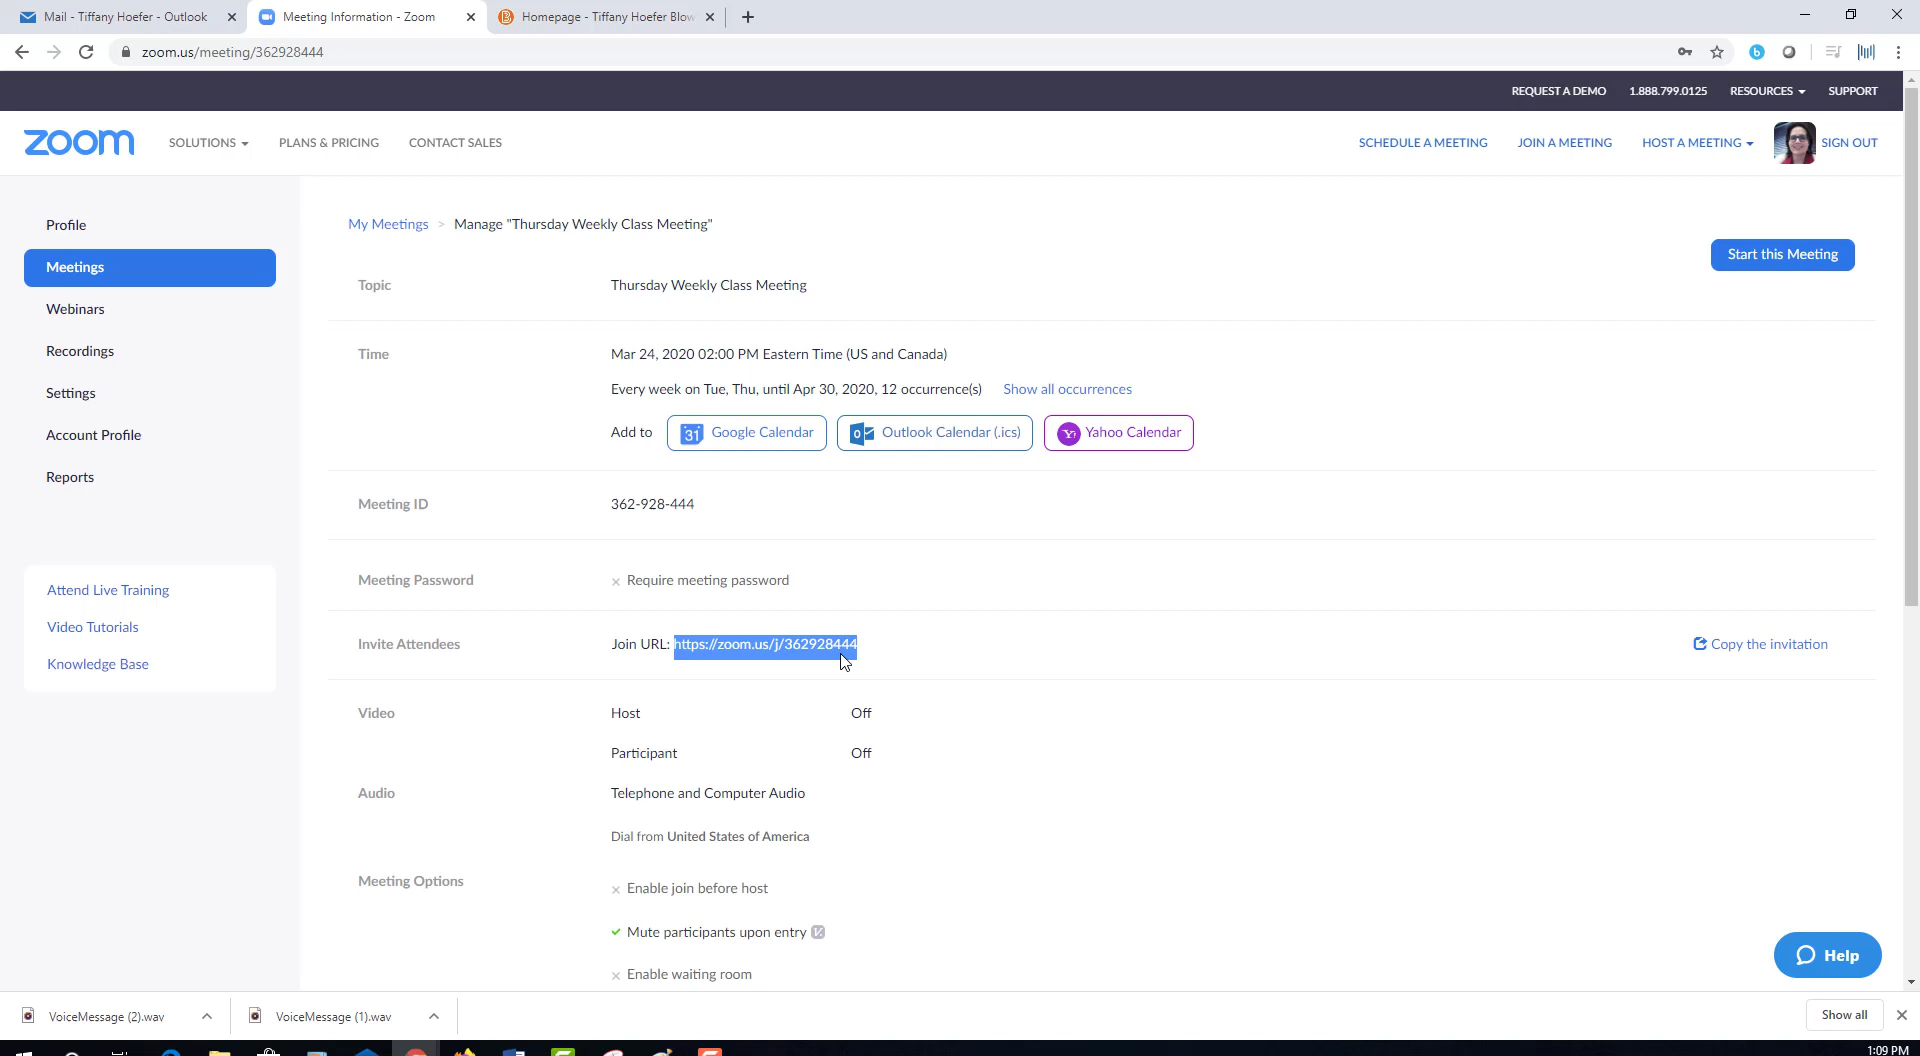 Mail - Tiffany Hoefer - Outlook
Meeting Information - Zoom
Homepage - Tiffany Hoefer Blow
zoom.us/meeting/362928444
REQUEST A DEMO 1.888.799.0125 RESOURCES SUPPORT
zoom SOLUTIONS PLANS & PRICING CONTACT SALES SCHEDULE A MEETING JOIN A MEETING HOST A MEETING SIGN OUT
Profile
Meetings
Webinars
Recordings
Settings
Account Profile
Reports
Attend Live Training
Video Tutorials
Knowledge Base
My Meetings > Manage "Thursday Weekly Class Meeting"
Start this Meeting
Topic Thursday Weekly Class Meeting
Time Mar 24, 2020 02:00 PM Eastern Time (US and Canada)
Every week on Tue, Thu, until Apr 30, 2020, 12 occurrence(s) Show all occurrences
Add to 31 Google Calendar Outlook Calendar (.ics) Yahoo Calendar
Meeting ID 362-928-444
Meeting Password × Require meeting password
Invite Attendees Join URL: https://zoom.us/j/362928444 Copy the invitation
Video Host Off
Participant Off
Audio Telephone and Computer Audio
Dial from United States of America
Meeting Options × Enable join before host
Mute participants upon entry
× Enable waiting room
Help
VoiceMessage (2).wav VoiceMessage (1).wav Show all
1:09 PM